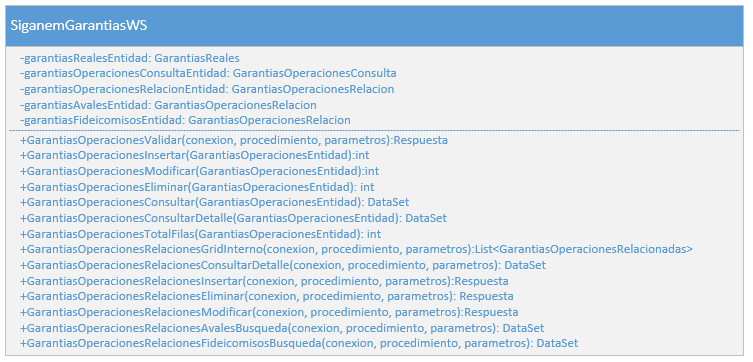 SiganemGarantiasWS
-garantiasRealesEntidad: GarantiasReales
-garantiasOperacionesConsultaEntidad: GarantiasOperacionesConsulta
-garantiasOperacionesRelacionEntidad: GarantiasOperacionesRelacion
-garantiasAvalesEntidad: GarantiasOperacionesRelacion
-garantiasFideicomisosEntidad: GarantiasOperacionesRelacion
+GarantiasOperacionesValidar(conexion, procedimiento, parametros):Respuesta
+GarantiasOperacionesInsertar(GarantiasOperacionesEntidad):int
+GarantiasOperacionesModificar(GarantiasOperacionesEntidad):int
+GarantiasOperacionesEliminar(GarantiasOperacionesEntidad): int
+GarantiasOperacionesConsultar(GarantiasOperacionesEntidad): DataSet
+GarantiasOperacionesConsultarDetalle(GarantiasOperacionesEntidad): DataSet
+GarantiasOperacionesTotalFilas(GarantiasOperacionesEntidad): int
+GarantiasOperacionesRelacionesGridInterno(conexion, procedimiento, parametros):List<GarantiasOperacionesRelacionadas>
+GarantiasOperacionesRelacionesConsultarDetalle(conexion, procedimiento, parametros): DataSet
+GarantiasOperacionesRelacionesInsertar(conexion, procedimiento, parametros):Respuesta
+GarantiasOperacionesRelacionesEliminar(conexion, procedimiento, parametros): Respuesta
+GarantiasOperacionesRelacionesModificar(conexion, procedimiento, parametros):Respuesta
+GarantiasOperacionesRelacionesAvalesBusqueda(conexion, procedimiento, parametros): DataSet
+GarantiasOperacionesRelacionesFideicomisosBusqueda(conexion, procedimiento, parametros): DataSet